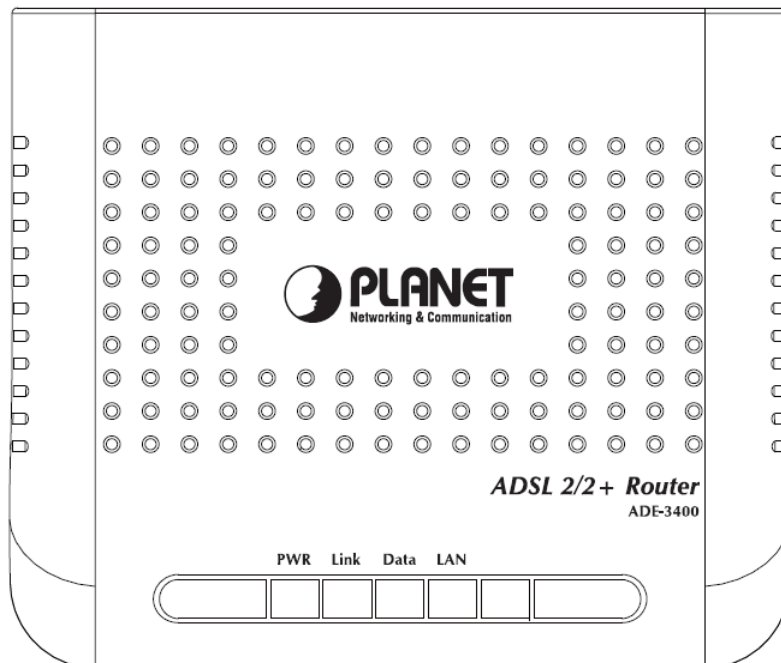 PLANET
Networking & Communication
ADSL 2/2+ Router
ADE-3400
PWR Link Data LAN